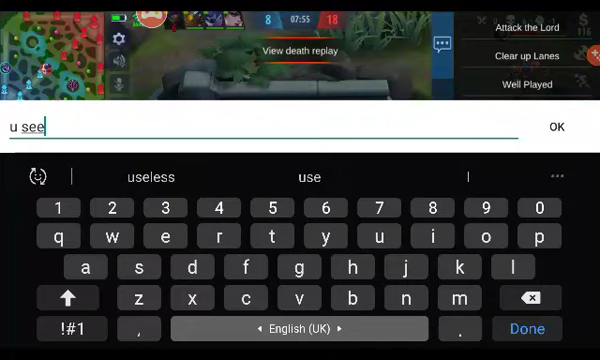 8 07:55 18
Attack the Lord
View death replay
Clear up Lanes
116
Well Played
u see
OK
useless use I
1 2 3 4 5 6 7 8 9 0
q w e r t y u i o p
a s d f g h j k l
z x c v b n m
!#1 , English (UK) . Done